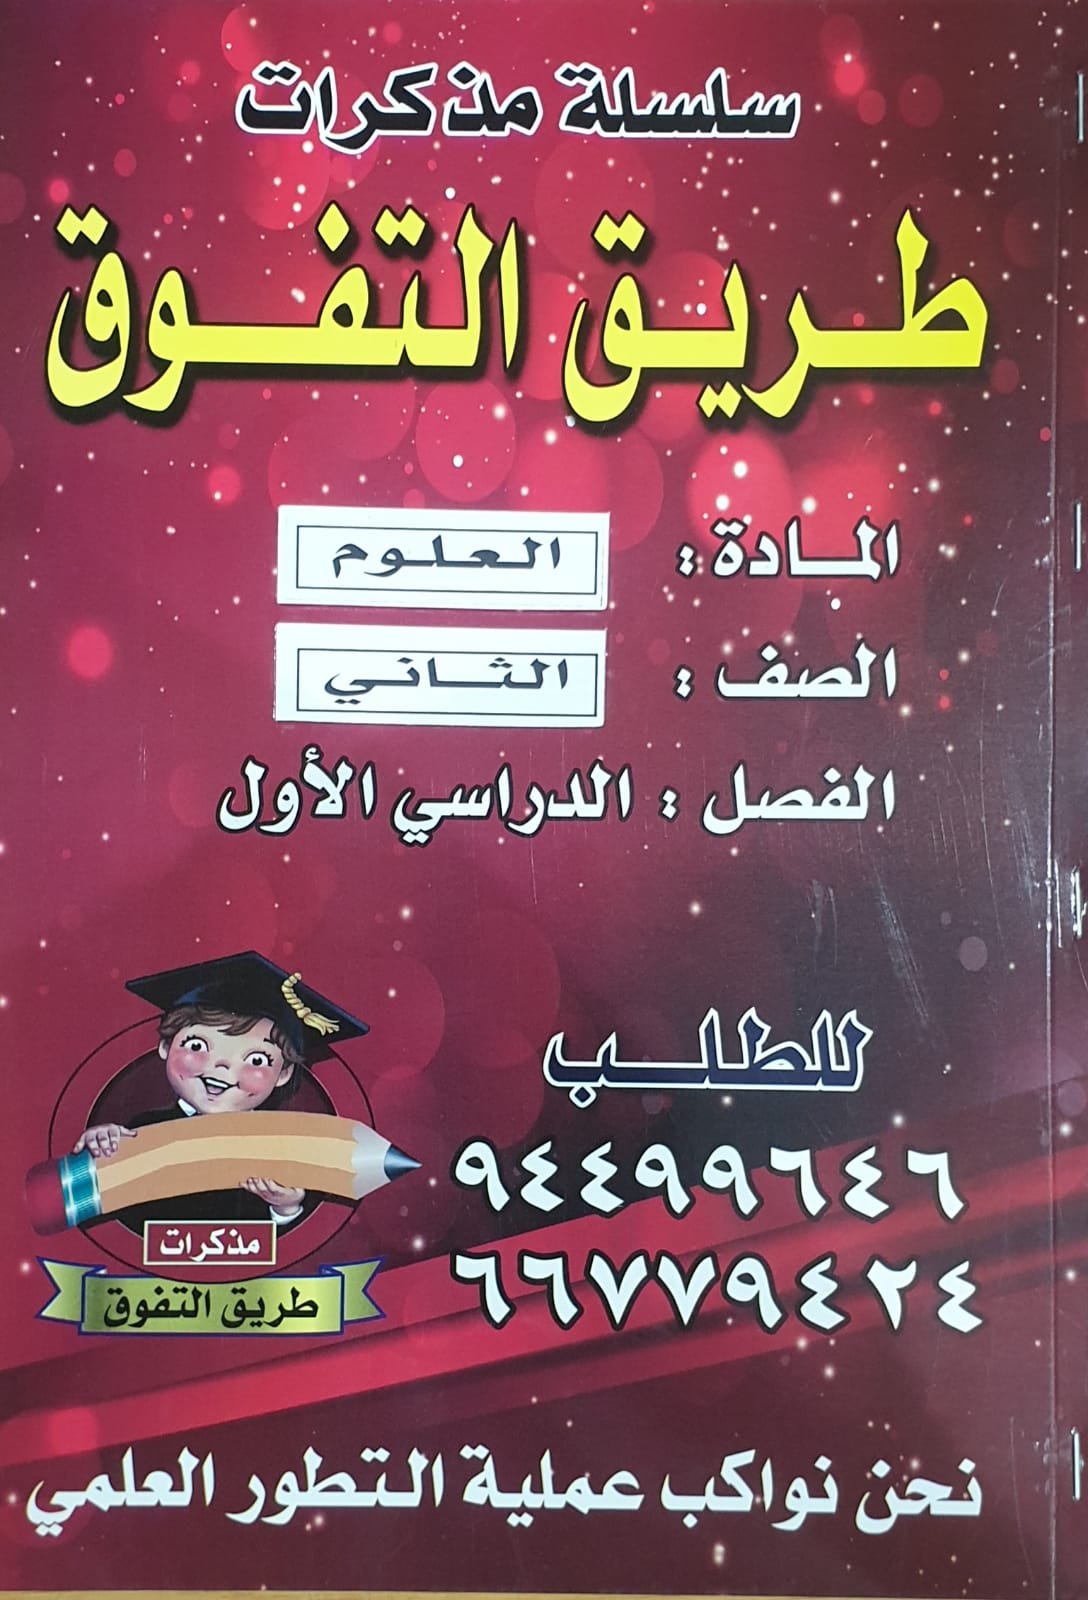 سلسلة مذكرات
طريق التفوق
المادة : العلوم
الصف : الثاني
الفصل : الدراسي الأول
للطلب
٩٤٤٩٩٦٤٦
٦٦٧٧٩٤٢٤
مذكرات
طريق التفوق
نحن نواكب عملية التطور العلمي